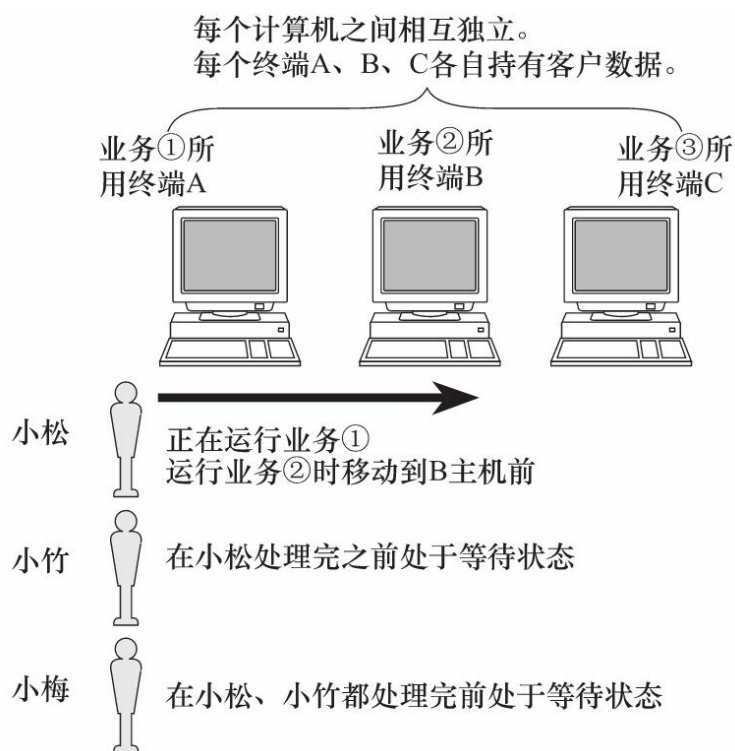 每个计算机之间相互独立。
每个终端A、B、C各自持有客户数据。
业务①所
用终端A
业务②所
用终端B
业务③所
用终端C
小松
正在运行业务①
运行业务②时移动到B主机前
小竹
在小松处理完之前处于等待状态
小梅
在小松、小竹都处理完前处于等待状态